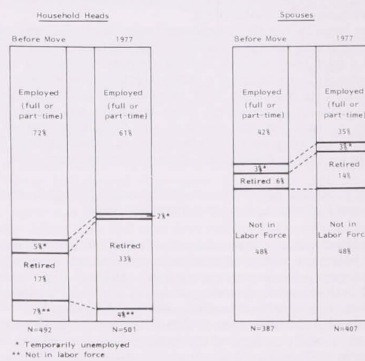 Household Heads
Before Move
1977
Employed
(full or
part-time)
72%
5%*
Retired
17%
7%**
Employed
(full or
part-time)
61%
2%*
Retired
33%
4%**
N=492
N=501
* Temporarily unemployed
** Not in labor force
Spouses
Before Move
1977
Employed
(full or
part-time)
42%
3%*
Retired 6%
Not in
Labor Force
48%
Employed
(full or
part-time)
35%
3%*
Retired
14%
Not in
Labor Force
48%
N=387
N=407